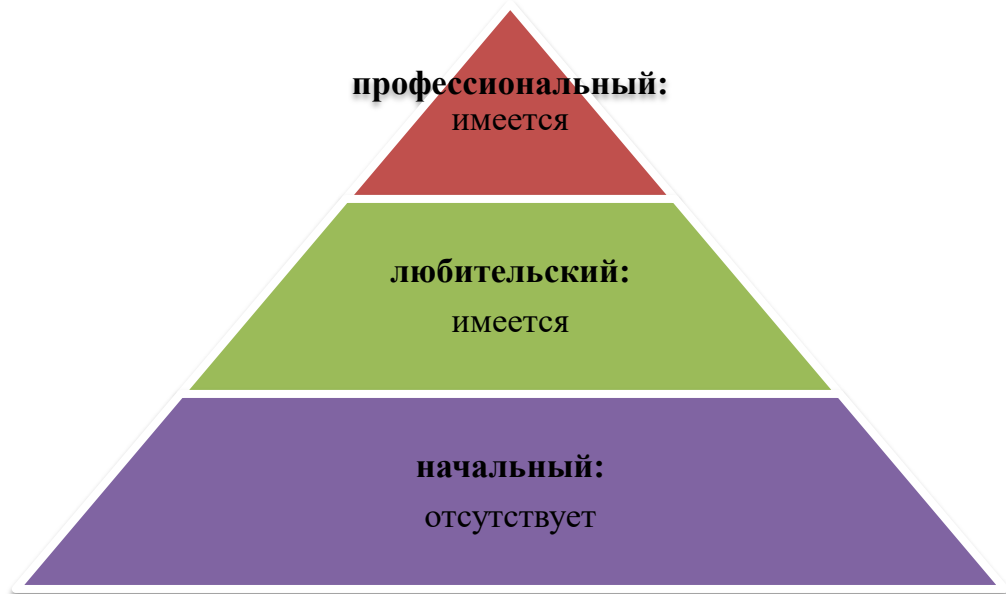 профессиональный:
имеется
любительский:
имеется
начальный:
отсутствует